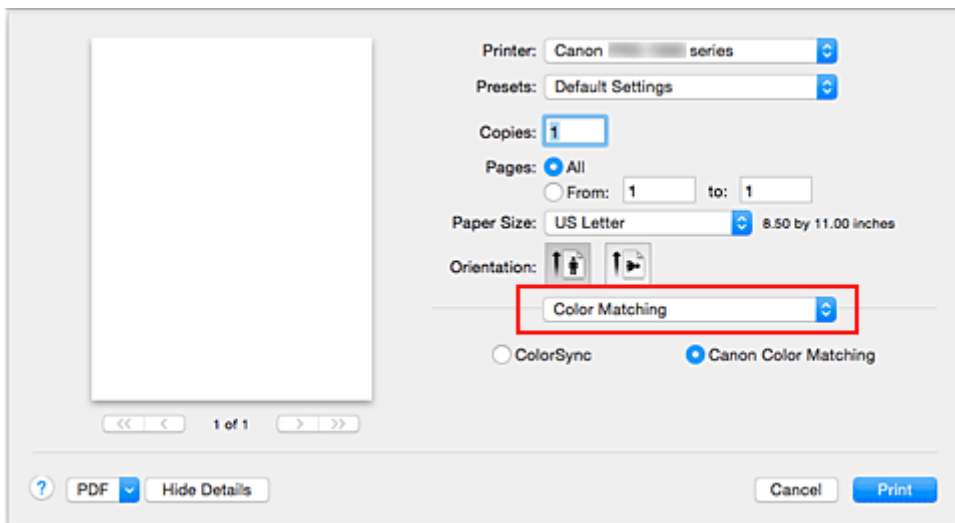 Printer: Canon series
Presets: Default Settings
Copies: 1
Pages: All
From: 1 to: 1
Paper Size: US Letter 8.50 by 11.00 inches
Orientation:
Color Matching
ColorSync Canon Color Matching
<< < 1 of 1 > >>
? PDF Hide Details Cancel Print